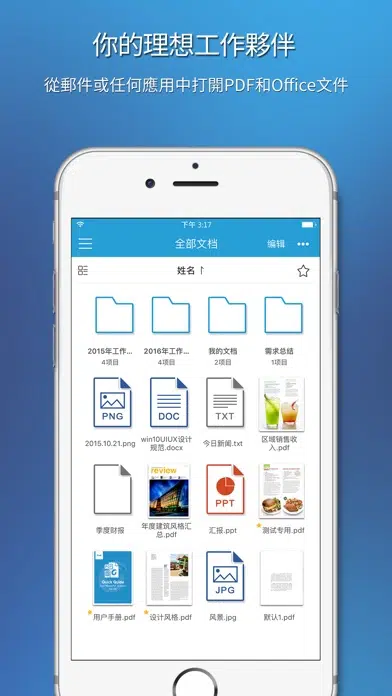 你的理想工作夥伴
從郵件或任何應用中打開PDF和Office文件
下午 3:17
全部文档
编辑
姓名
2015年工作... 2016年工作... 我的文档 需求总结
4项目 4项目 2项目 1项目
PNG DOC TXT
2015.10.21.png win10UIUX设计规范.docx 今日新闻.txt 区域销售收入.pdf
review
PPT
季度财报 年度建筑风格汇总.pdf 汇报.ppt 测试专用.pdf
Quick Guide
JPG
用户手册.pdf 设计风格.pdf 风景.jpg 默认1.pdf